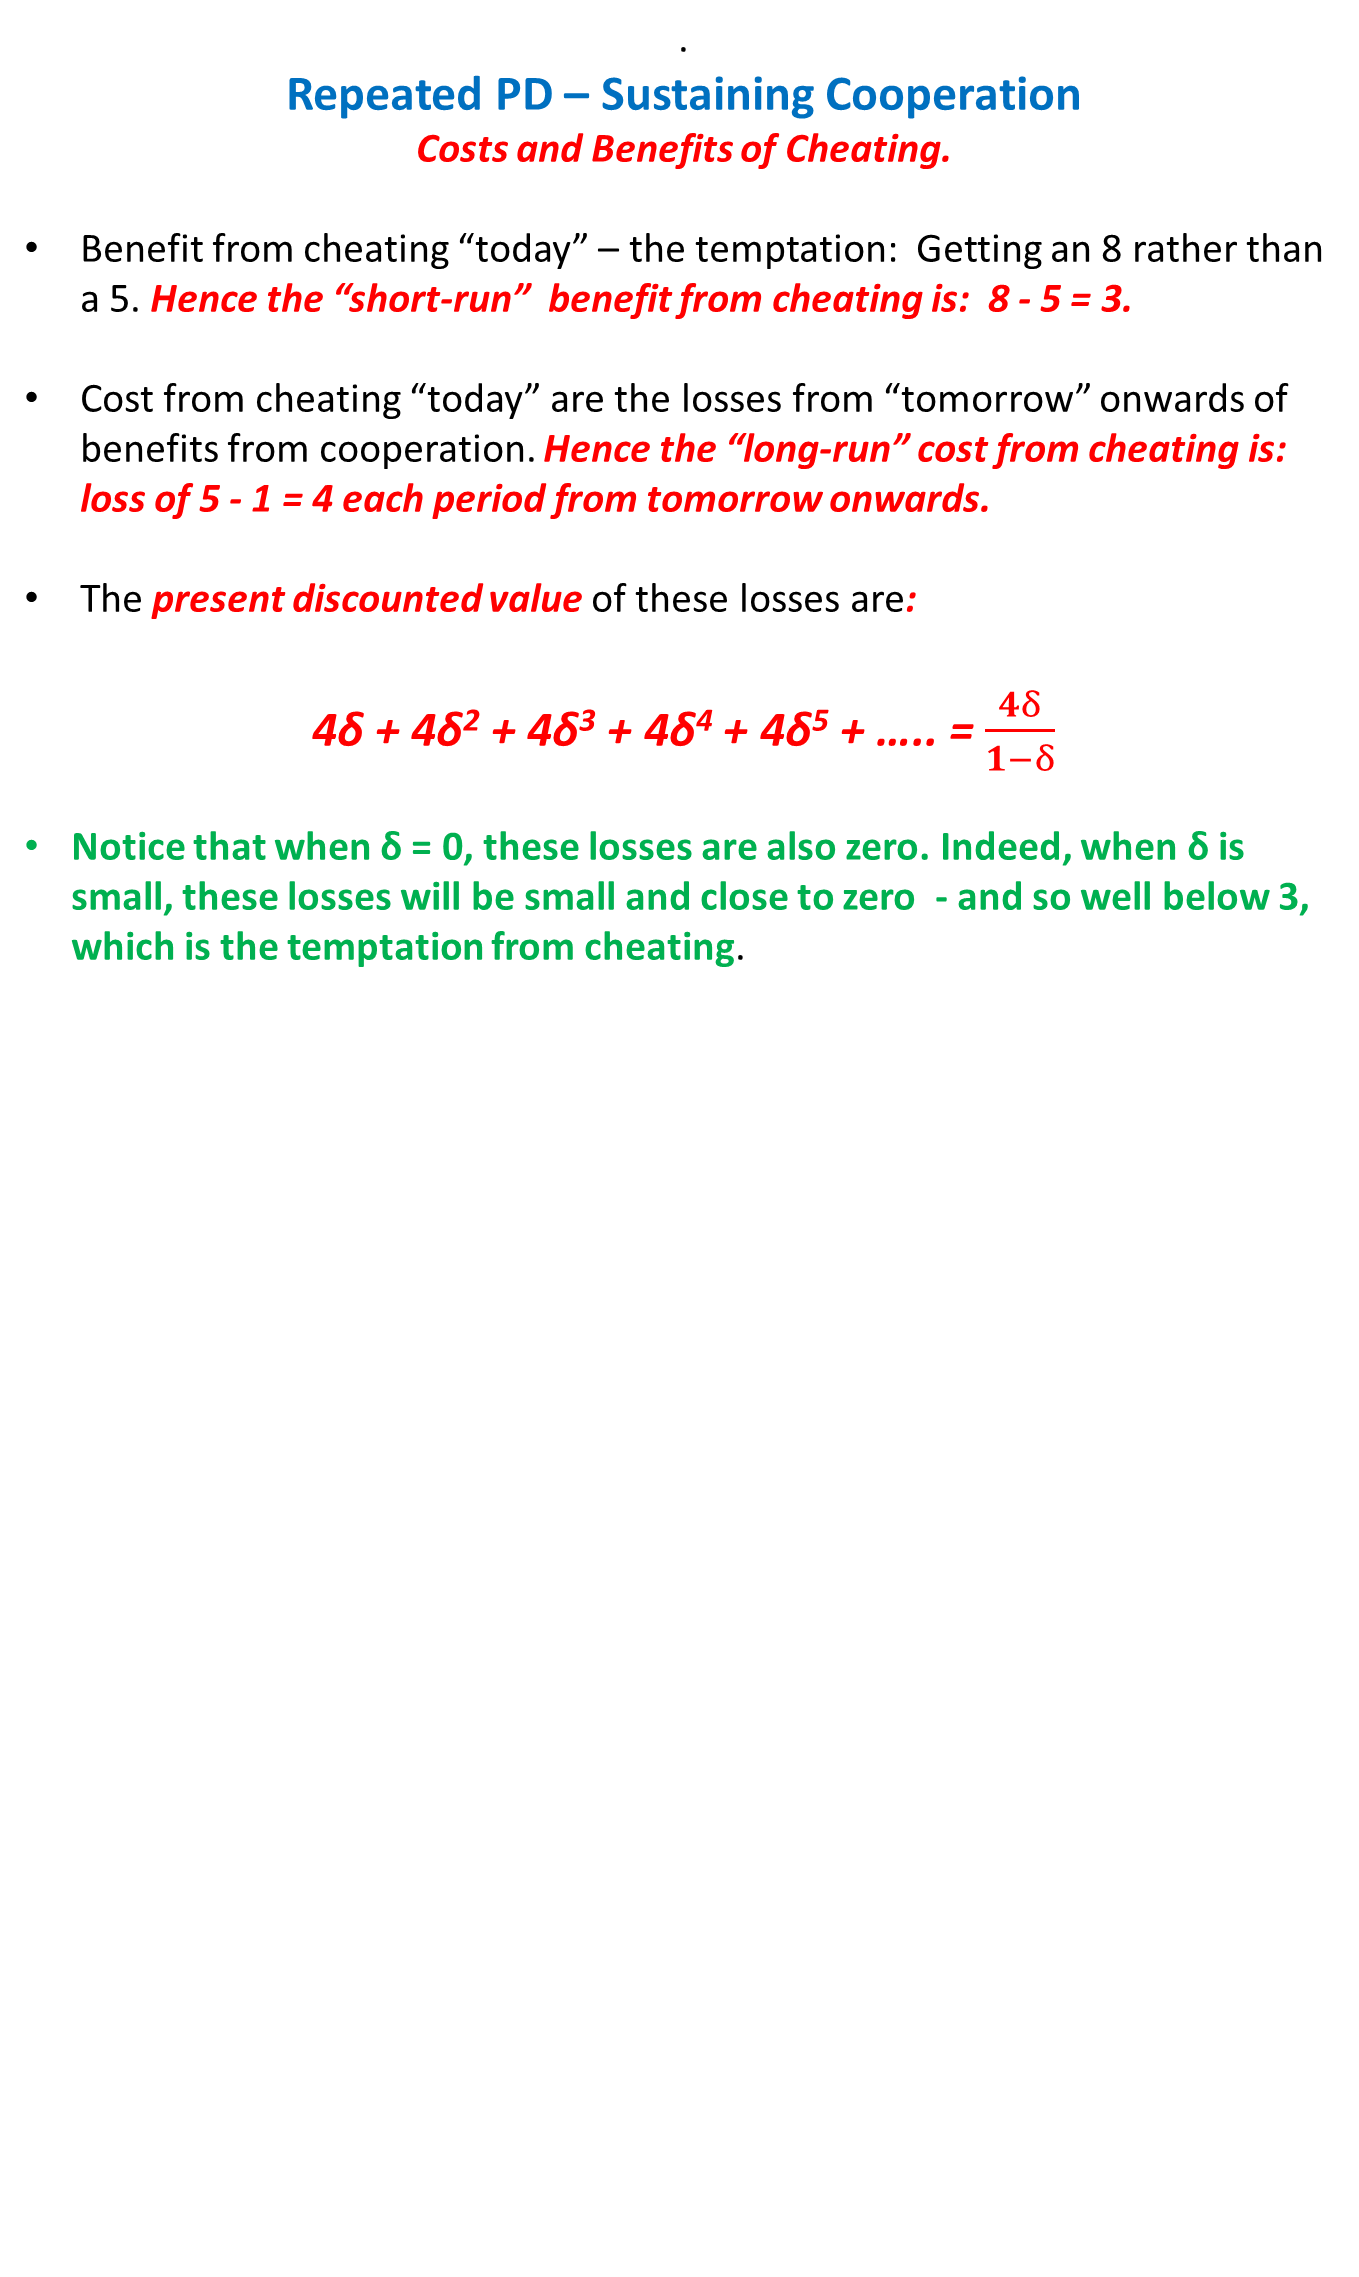 .
Repeated PD – Sustaining Cooperation
Costs and Benefits of Cheating.
• Benefit from cheating “today” – the temptation:  Getting an 8 rather than
a 5. Hence the “short-run”  benefit from cheating is:  8 - 5 = 3.
• Cost from cheating “today” are the losses from “tomorrow” onwards of
benefits from cooperation. Hence the “long-run” cost from cheating is:
loss of 5 - 1 = 4 each period from tomorrow onwards.
• The present discounted value of these losses are:
4δ + 4δ² + 4δ³ + 4δ⁴ + 4δ⁵ + ….. = 4δ/1−δ
• Notice that when δ = 0, these losses are also zero. Indeed, when δ is
small, these losses will be small and close to zero  - and so well below 3,
which is the temptation from cheating.